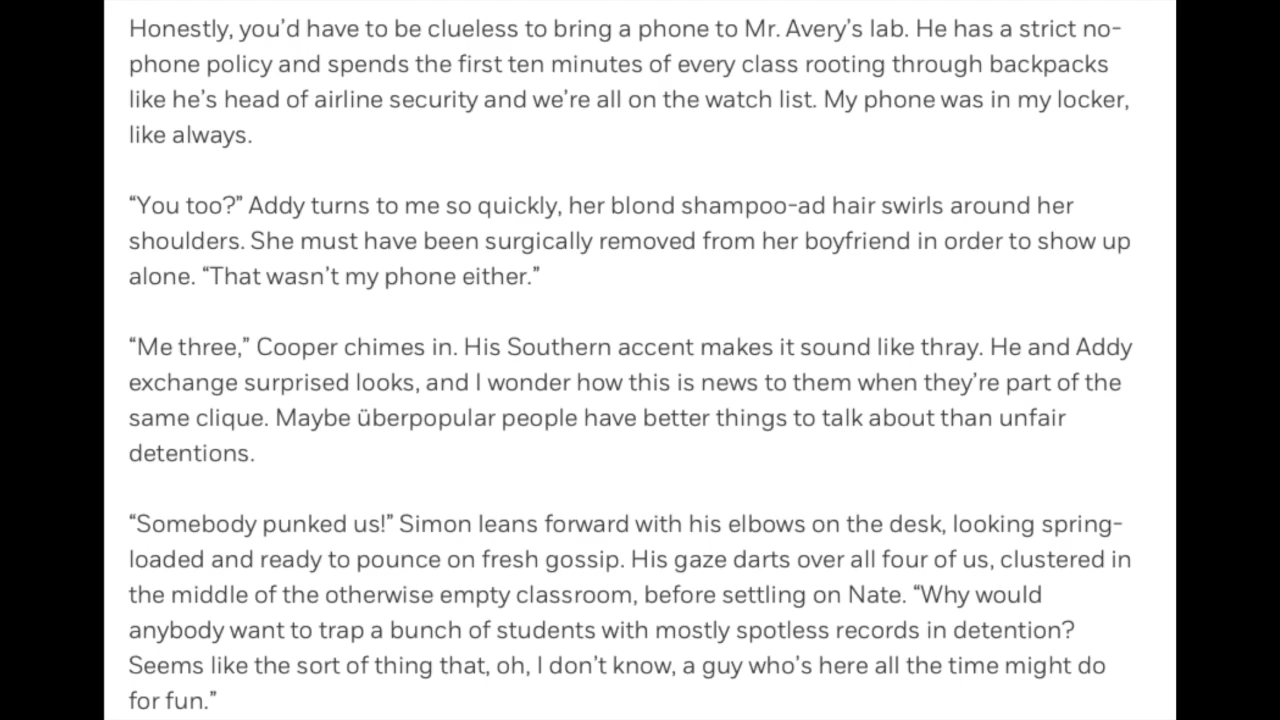 Honestly, you’d have to be clueless to bring a phone to Mr. Avery’s lab. He has a strict no-
phone policy and spends the first ten minutes of every class rooting through backpacks
like he’s head of airline security and we’re all on the watch list. My phone was in my locker,
like always.
“You too?” Addy turns to me so quickly, her blond shampoo-ad hair swirls around her
shoulders. She must have been surgically removed from her boyfriend in order to show up
alone. “That wasn’t my phone either.”
“Me three,” Cooper chimes in. His Southern accent makes it sound like thray. He and Addy
exchange surprised looks, and I wonder how this is news to them when they’re part of the
same clique. Maybe überpopular people have better things to talk about than unfair
detentions.
“Somebody punked us!” Simon leans forward with his elbows on the desk, looking spring-
loaded and ready to pounce on fresh gossip. His gaze darts over all four of us, clustered in
the middle of the otherwise empty classroom, before settling on Nate. “Why would
anybody want to trap a bunch of students with mostly spotless records in detention?
Seems like the sort of thing that, oh, I don’t know, a guy who’s here all the time might do
for fun.”